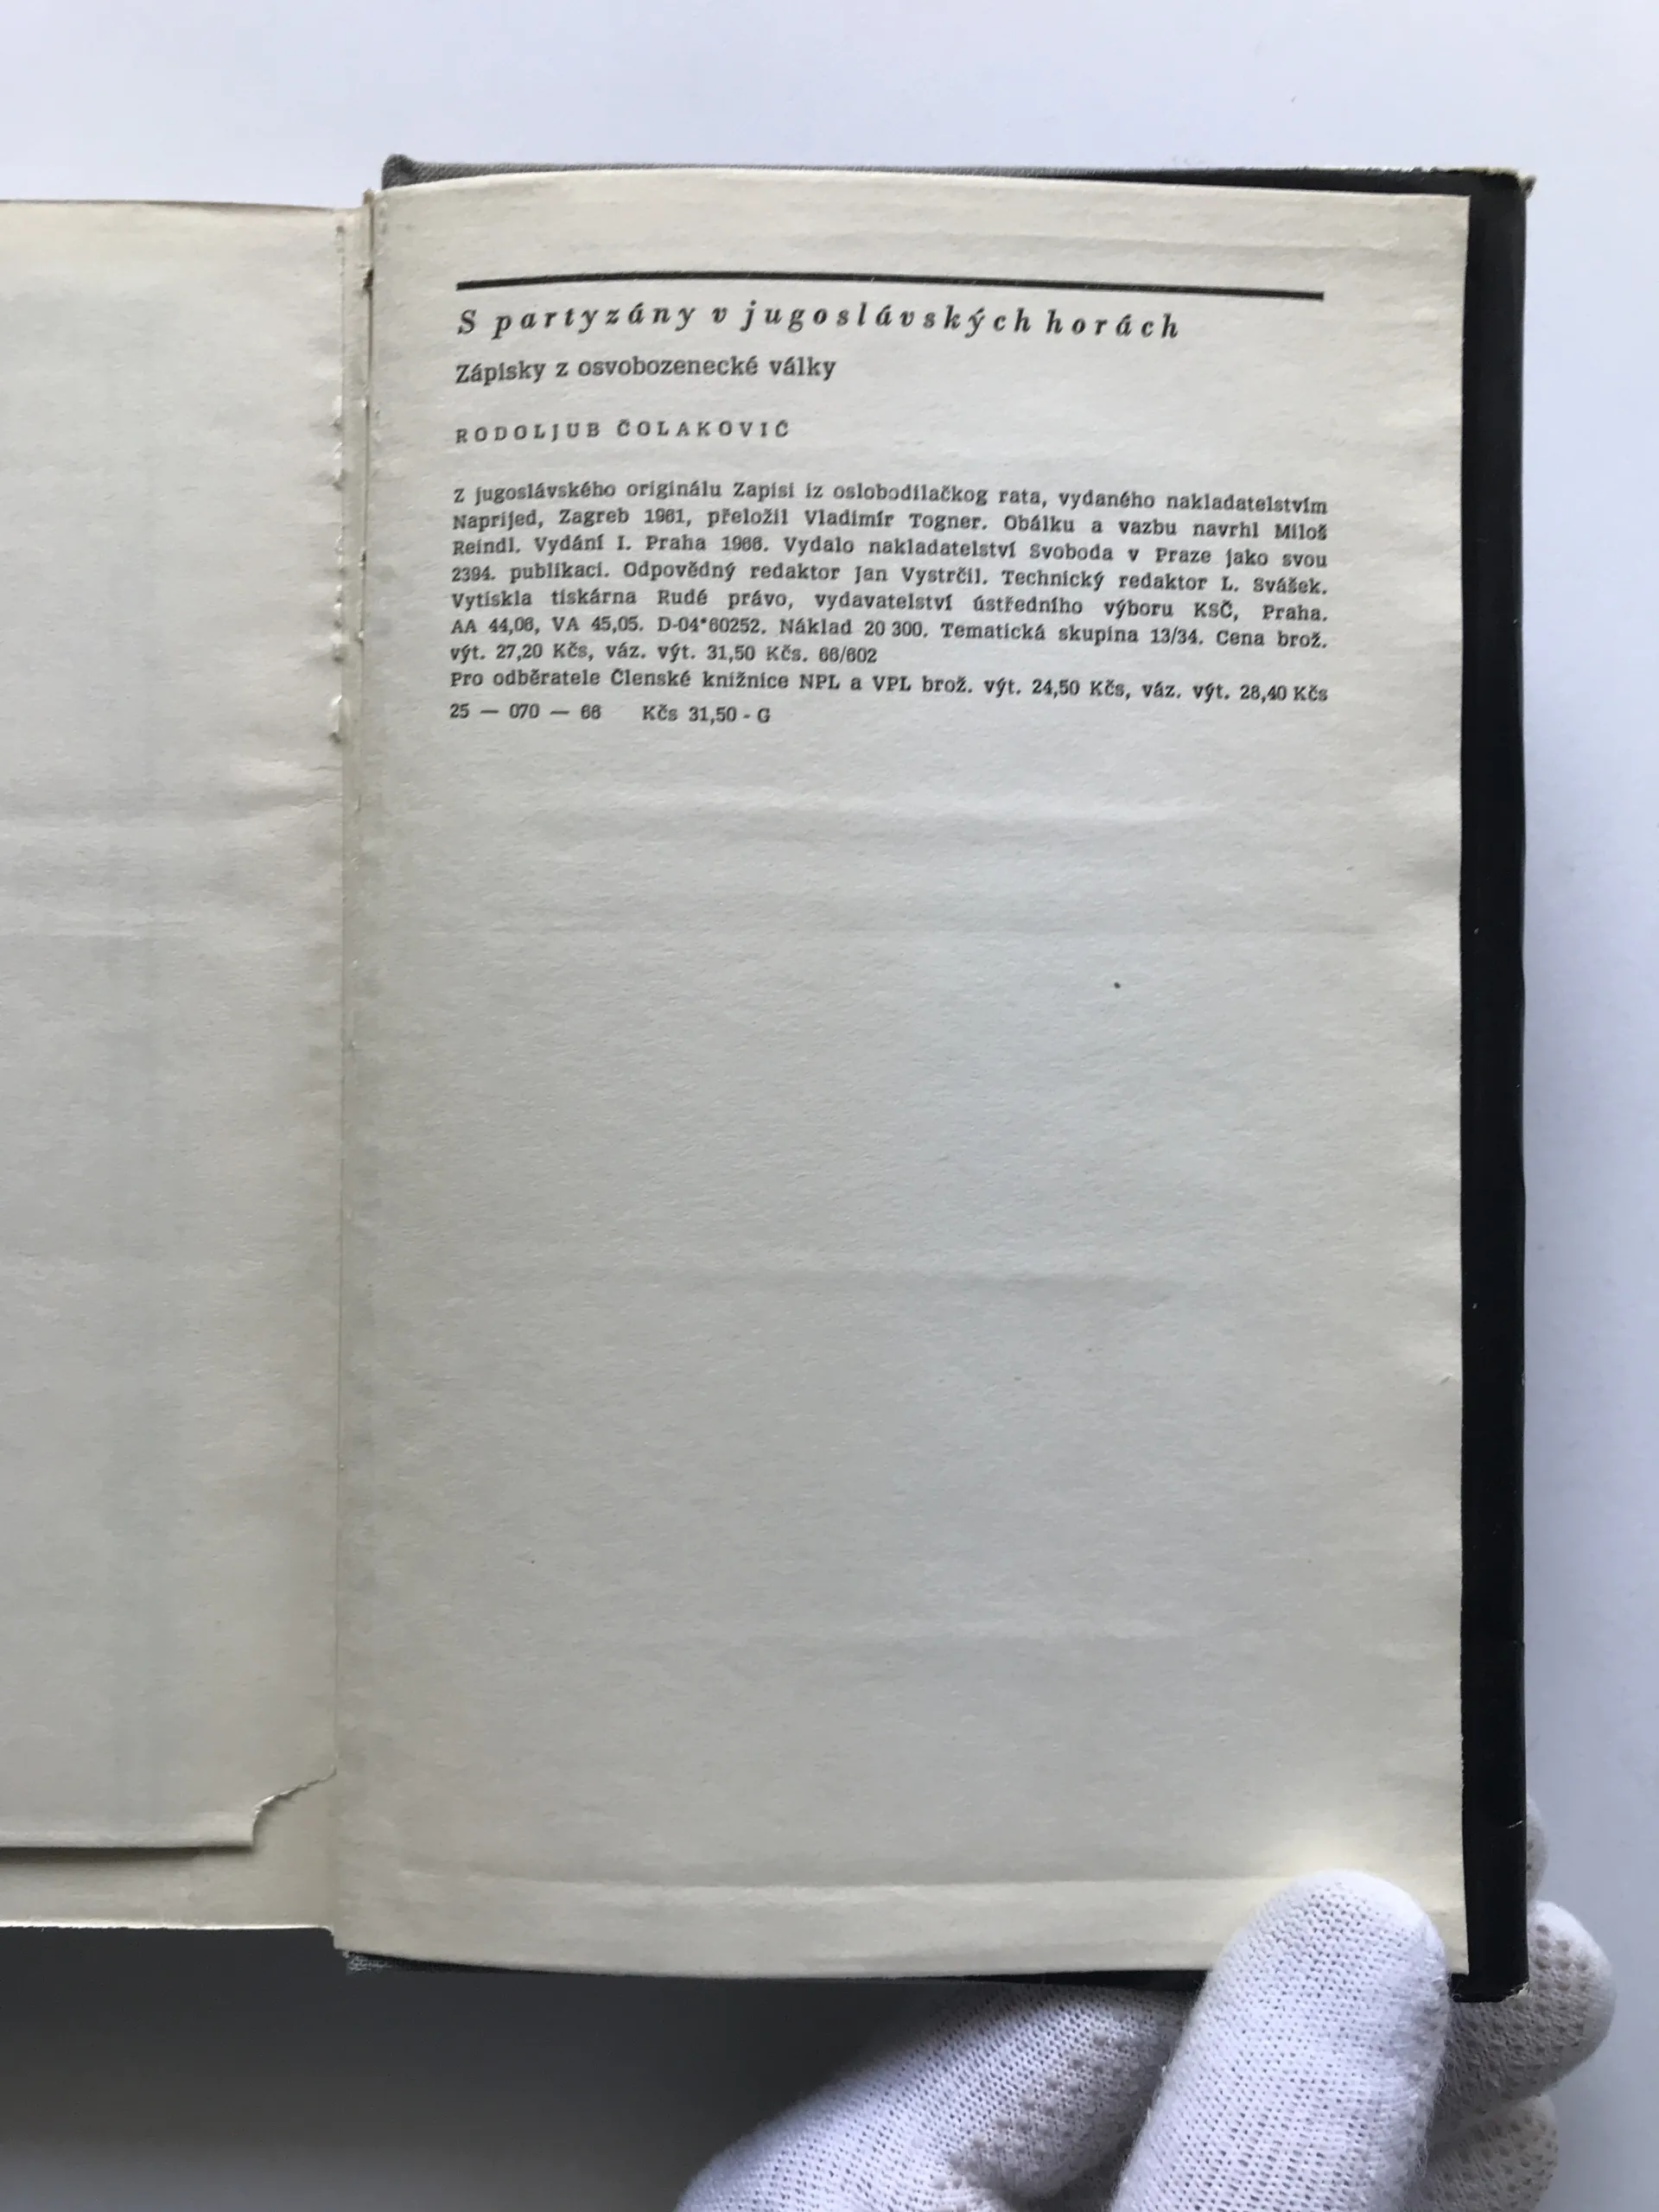 S partyzány v jugoslávských horách
Zápisky z osvobozenecké války
RODOLJUB ČOLAKOVIČ
Z jugoslávského originálu Zapisi iz oslobodilačkog rata, vydaného nakladatelstvím
Naprijed, Zagreb 1961, přeložil Vladimír Togner. Obálku a vazbu navrhl Miloš
Reindl. Vydání I. Praha 1966. Vydalo nakladatelství Svoboda v Praze jako svou
2394. publikaci. Odpovědný redaktor Jan Vystrčil. Technický redaktor L. Svášek.
Vytiskla tiskárna Rudé právo, vydavatelství ústředního výboru KSČ, Praha.
AA 44,06, VA 45,05. D-04*60252. Náklad 20 300. Tematická skupina 13/34. Cena brož.
výt. 27,20 Kčs, váz. výt. 31,50 Kčs. 66/602
Pro odběratele Členské knižnice NPL a VPL brož. výt. 24,50 Kčs, váz. výt. 28,40 Kčs
25 — 070 — 66 Kčs 31,50 - G